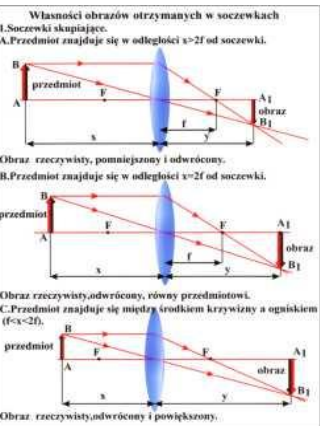 Własności obrazów otrzymanych w soczewkach
1.Soczewki skupiające.
A.Przedmiot znajduje się w odległości x>2f od soczewki.
B
przedmiot
A
F
F
A1
obraz
B1
f
x
y
Obraz rzeczywisty, pomniejszony i odwrócony.
B.Przedmiot znajduje się w odległości x=2f od soczewki.
B
przedmiot
A
F
F
A1
obraz
B1
f
x
y
Obraz rzeczywisty,odwrócony, równy przedmiotowi.
C.Przedmiot znajduje się między środkiem krzywizny a ogniskiem
(f<x<2f).
B
przedmiot
A
F
F
A1
obraz
B1
x
y
Obraz rzeczywisty,odwrócony i powiększony.